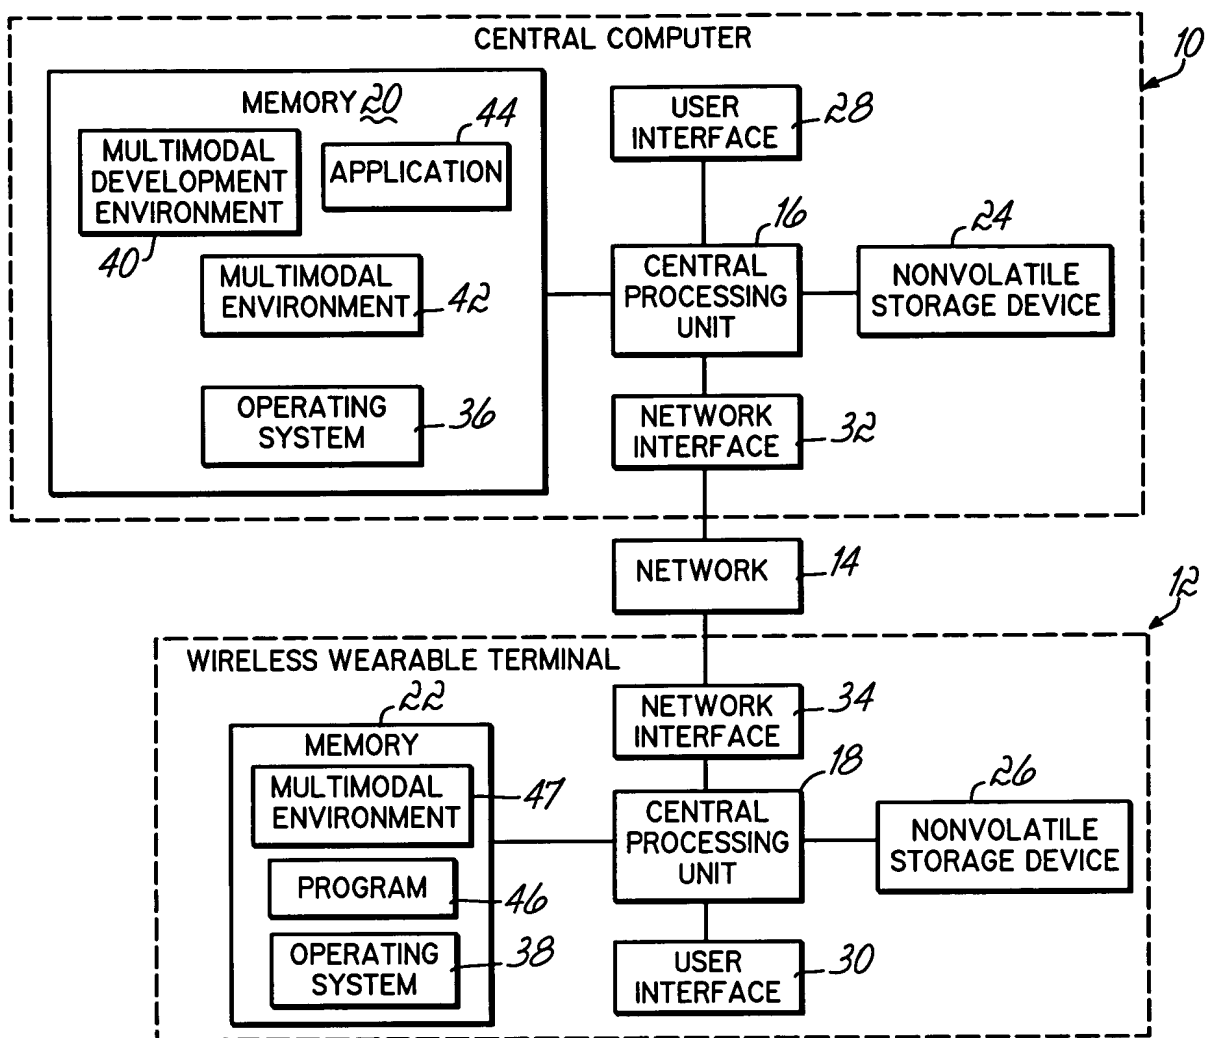 CENTRAL COMPUTER
10
MEMORY 20
44
MULTIMODAL
DEVELOPMENT
ENVIRONMENT
40
APPLICATION
MULTIMODAL
ENVIRONMENT
42
OPERATING
SYSTEM
36
USER
INTERFACE
28
16
CENTRAL
PROCESSING
UNIT
24
NONVOLATILE
STORAGE DEVICE
NETWORK
INTERFACE
32
NETWORK
14
12
WIRELESS WEARABLE TERMINAL
22
MEMORY
MULTIMODAL
ENVIRONMENT
47
PROGRAM
46
OPERATING
SYSTEM
38
NETWORK
INTERFACE
34
18
CENTRAL
PROCESSING
UNIT
26
NONVOLATILE
STORAGE DEVICE
USER
INTERFACE
30